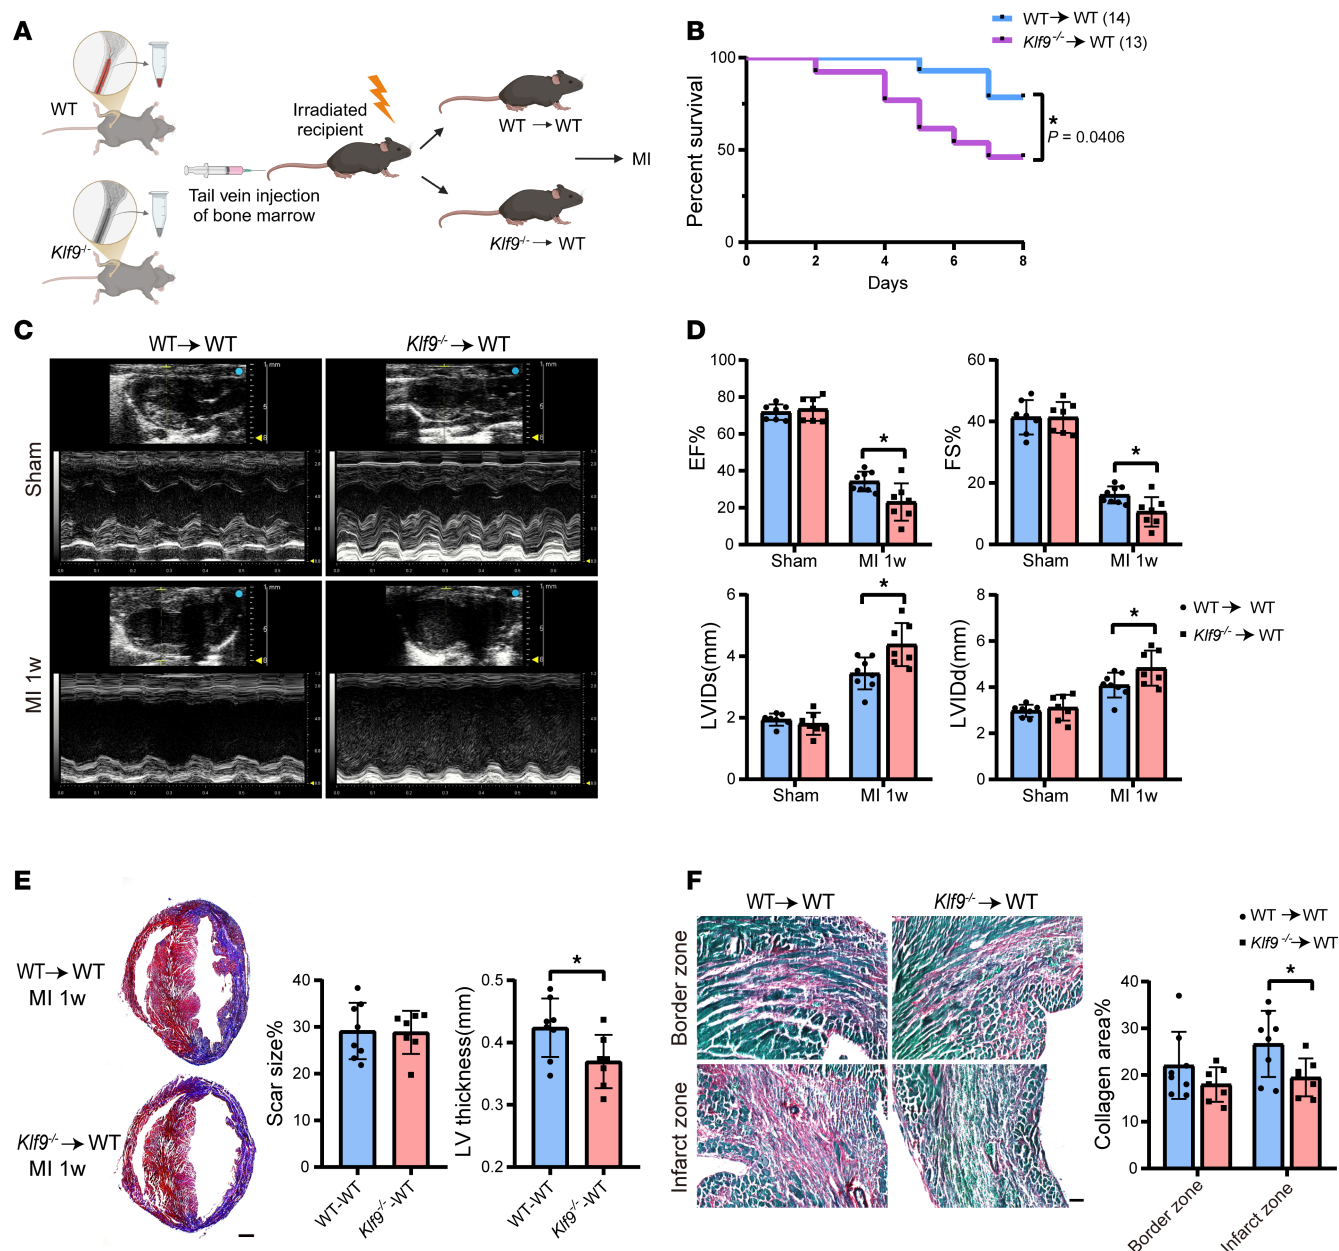 A
WT
Klf9-/-
Irradiated
recipient
Tail vein injection
of bone marrow
WT → WT
Klf9-/- → WT
MI
B
WT → WT (14)
Klf9-/- → WT (13)
Percent survival
100
50
0
0 2 4 6 8
Days
*
P = 0.0406
C
WT → WT
Klf9-/- → WT
Sham
MI 1w
1 mm
5
8
D
EF%
100
80
60
40
20
0
Sham
MI 1w
*
FS%
60
40
20
0
Sham
MI 1w
*
LVIDs(mm)
6
4
2
0
Sham
MI 1w
*
LVIDd(mm)
8
6
4
2
0
Sham
MI 1w
*
WT → WT
Klf9-/- → WT
E
WT → WT
MI 1w
Klf9-/- → WT
MI 1w
Scar size%
40
30
20
10
0
WT-WT
Klf9-/--WT
LV thickness(mm)
0.5
0.4
0.3
0.2
*
WT-WT
Klf9-/--WT
F
WT → WT
Klf9-/- → WT
Border zone
Infarct zone
WT → WT
Klf9-/- → WT
Collagen area%
40
30
20
10
0
*
Border zone
Infarct zone